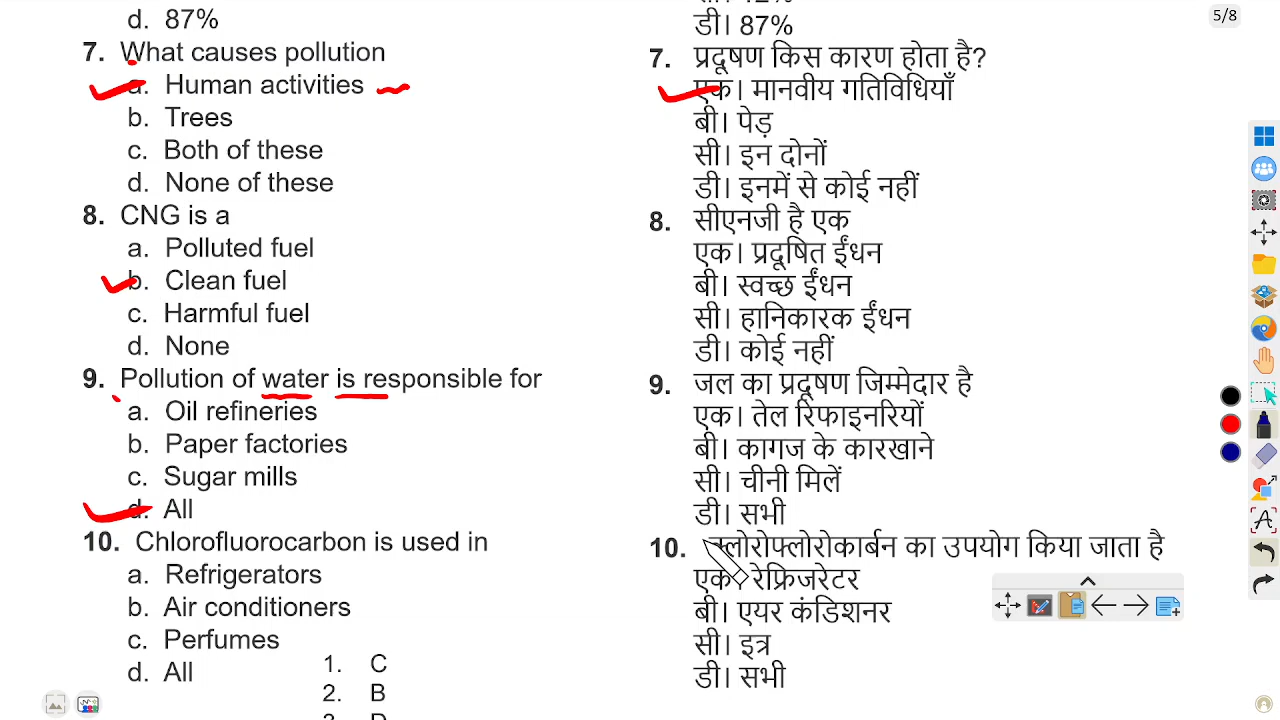 5/8
d. 87%
7. What causes pollution
a. Human activities
b. Trees
c. Both of these
d. None of these
8. CNG is a
a. Polluted fuel
b. Clean fuel
c. Harmful fuel
d. None
9. Pollution of water is responsible for
a. Oil refineries
b. Paper factories
c. Sugar mills
d. All
10. Chlorofluorocarbon is used in
a. Refrigerators
b. Air conditioners
c. Perfumes
d. All
1. C
2. B
डी। 87%
7. प्रदूषण किस कारण होता है?
एक। मानवीय गतिविधियाँ
बी। पेड़
सी। इन दोनों
डी। इनमें से कोई नहीं
8. सीएनजी है एक
एक। प्रदूषित ईंधन
बी। स्वच्छ ईंधन
सी। हानिकारक ईंधन
डी। कोई नहीं
9. जल का प्रदूषण जिम्मेदार है
एक। तेल रिफाइनरियों
बी। कागज के कारखाने
सी। चीनी मिलें
डी। सभी
10. क्लोरोफ्लोरोकार्बन का उपयोग किया जाता है
एक। रेफ्रिजरेटर
बी। एयर कंडिशनर
सी। इत्र
डी। सभी